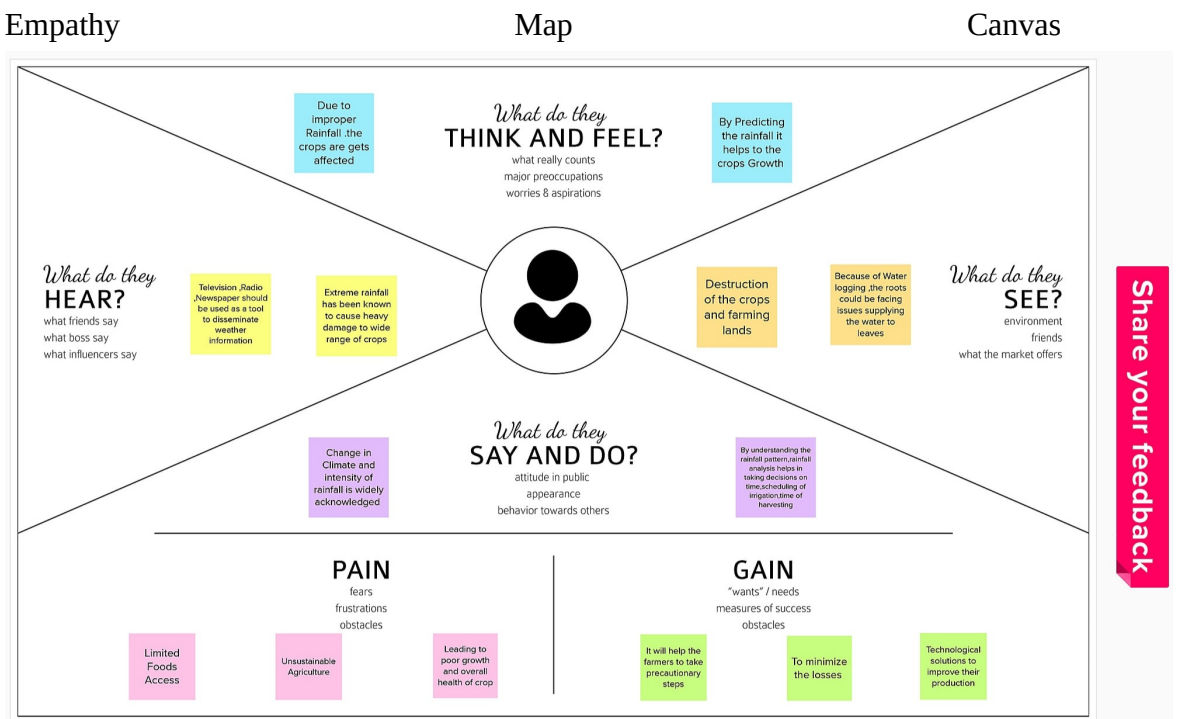 Empathy Map Canvas
Due to
improper
Rainfall .the
crops are gets
affected
What do they
THINK AND FEEL?
what really counts
major preoccupations
worries & aspirations
By Predicting
the rainfall it
helps to the
crops Growth
What do they
HEAR?
what friends say
what boss say
what influencers say
Television ,Radio
,Newspaper should
be used as a tool
to disseminate
weather
information
Extreme rainfall
has been known
to cause heavy
damage to wide
range of crops
Destruction
of the crops
and farming
lands
Because of Water
logging ,the roots
could be facing
issues supplying
the water to
leaves
What do they
SEE?
environment
friends
what the market offers
Share your feedback
Change in
Climate and
intensity of
rainfall is widely
acknowledged
What do they
SAY AND DO?
attitude in public
appearance
behavior towards others
By understanding the
rainfall pattern,rainfall
analysis helps in
taking decisions on
time,scheduling of
irrigation,time of
harvesting
PAIN
fears
frustrations
obstacles
Limited
Foods
Access
Unsustainable
Agriculture
Leading to
poor growth
and overall
health of crop
GAIN
"wants" / needs
measures of success
obstacles
It will help the
farmers to take
precautionary
steps
To minimize
the losses
Technological
solutions to
improve their
production